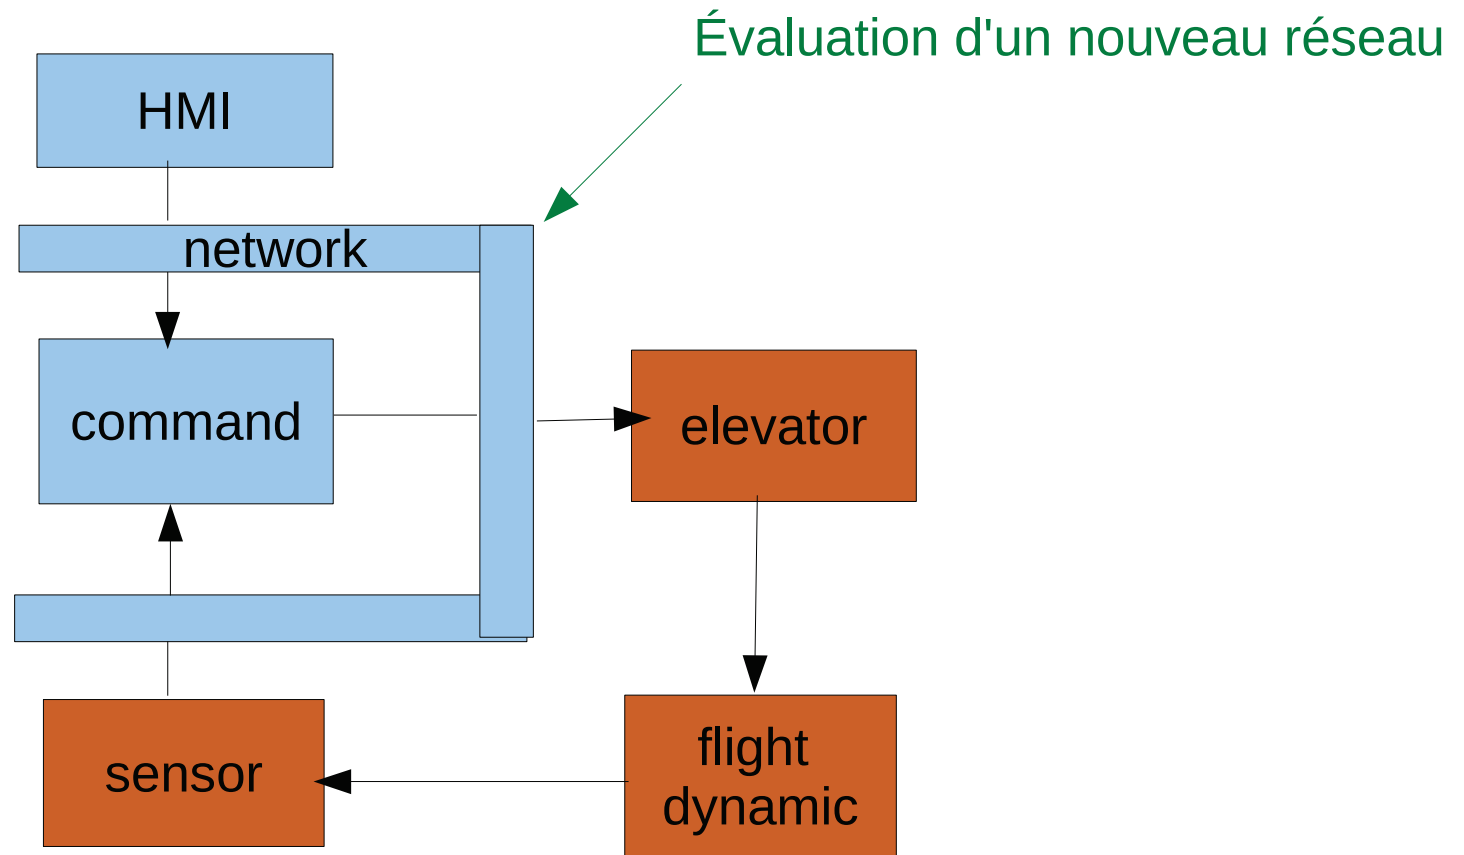 Évaluation d'un nouveau réseau
HMI
network
command
elevator
flight
dynamic
sensor